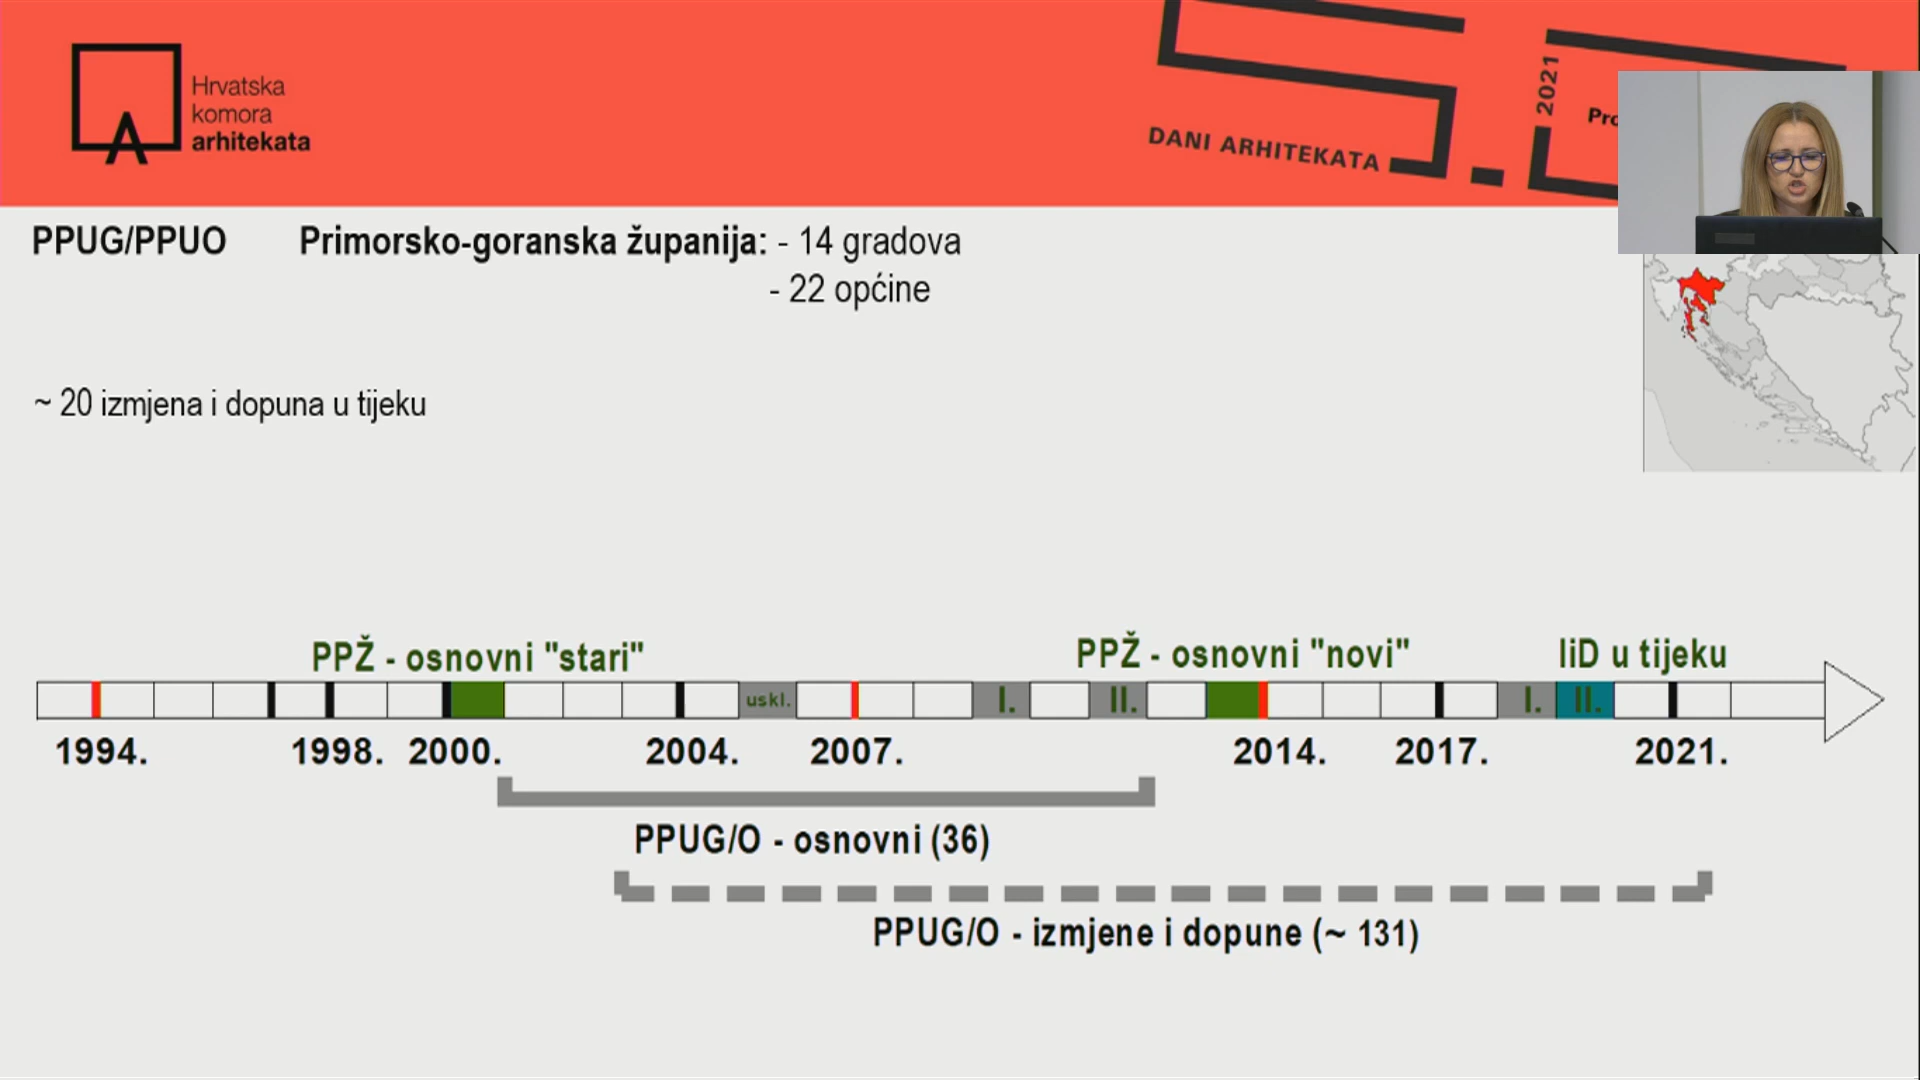 Hrvatska
komora
arhitekata
DANI ARHITEKATA
2021
PPUG/PPUO Primorsko-goranska županija: - 14 gradova
- 22 općine
~ 20 izmjena i dopuna u tijeku
PPŽ - osnovni "stari" PPŽ - osnovni "novi" IiD u tijeku
uskl. I. II. I. II.
1994. 1998. 2000. 2004. 2007. 2014. 2017. 2021.
PPUG/O - osnovni (36)
PPUG/O - izmjene i dopune (~ 131)